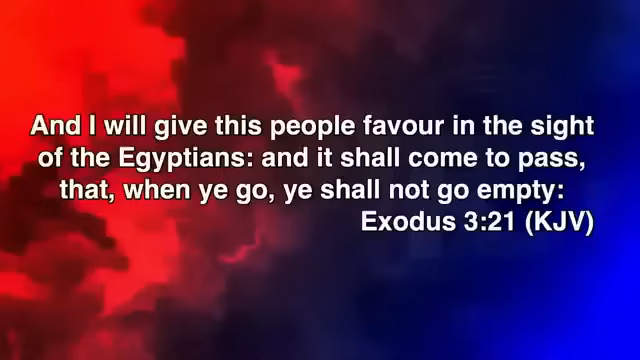 And I will give this people favour in the sight
of the Egyptians: and it shall come to pass,
that, when ye go, ye shall not go empty:
Exodus 3:21 (KJV)